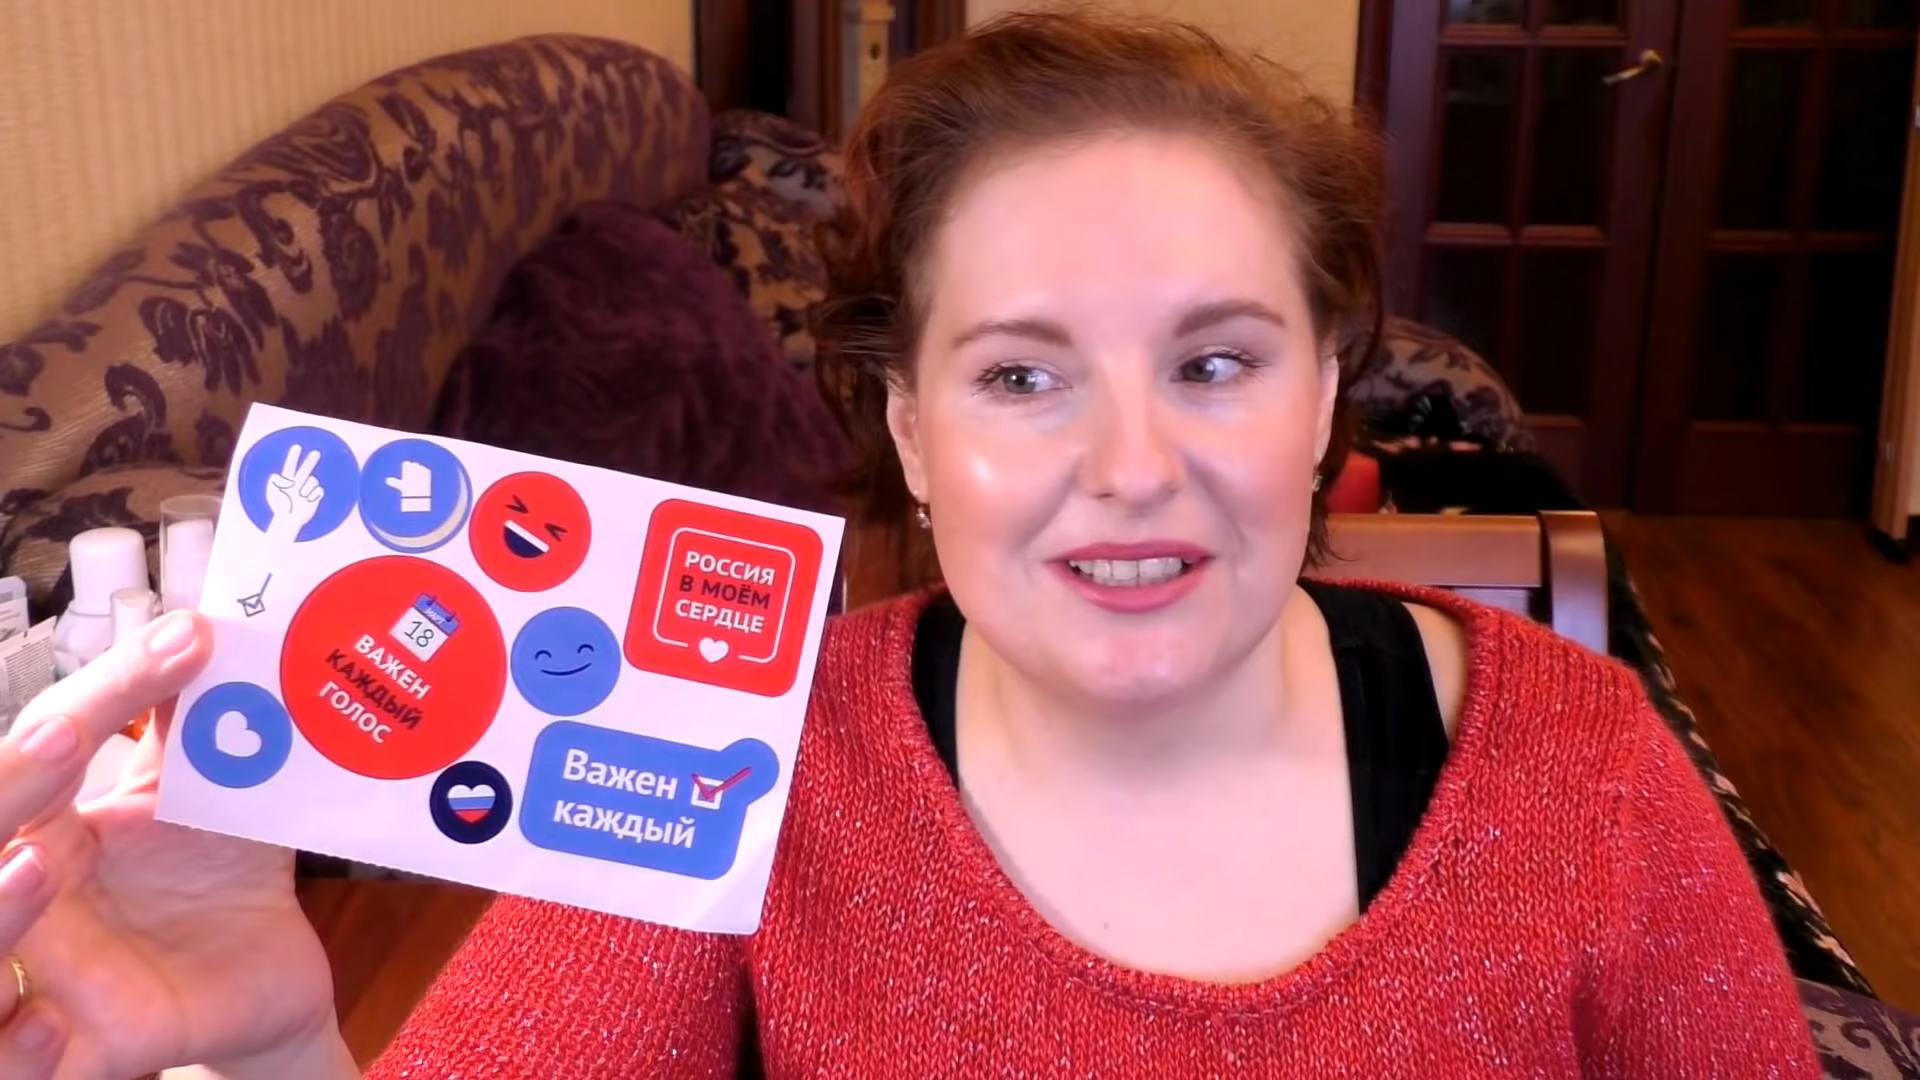 РОССИЯ
В МОЁМ
СЕРДЦЕ
18
ВАЖЕН
КАЖДЫЙ
ГОЛОС
Важен
каждый